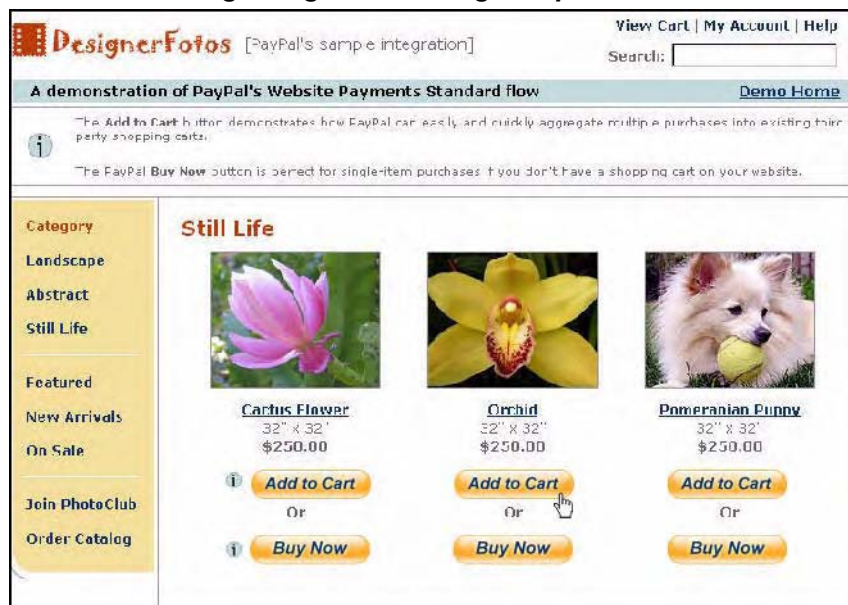 DesignerFotos [PayPal's sample integration]
View Cart | My Account | Help
Search:
A demonstration of PayPal's Website Payments Standard flow
Demo Home
The Add to Cart button demonstrates how PayPal can easily and quickly aggregate multiple purchases into existing third
party shopping carts.
The PayPal Buy Now button is perfect for single-item purchases if you don't have a shopping cart on your website.
Category
Landscape
Abstract
Still Life
Featured
New Arrivals
On Sale
Join PhotoClub
Order Catalog
Still Life
Cactus Flower
32" x 32"
$250.00
Add to Cart
Or
Buy Now
Orchid
32" x 32"
$250.00
Add to Cart
Or
Buy Now
Pomeranian Puppy
32" x 32"
$250.00
Add to Cart
Or
Buy Now